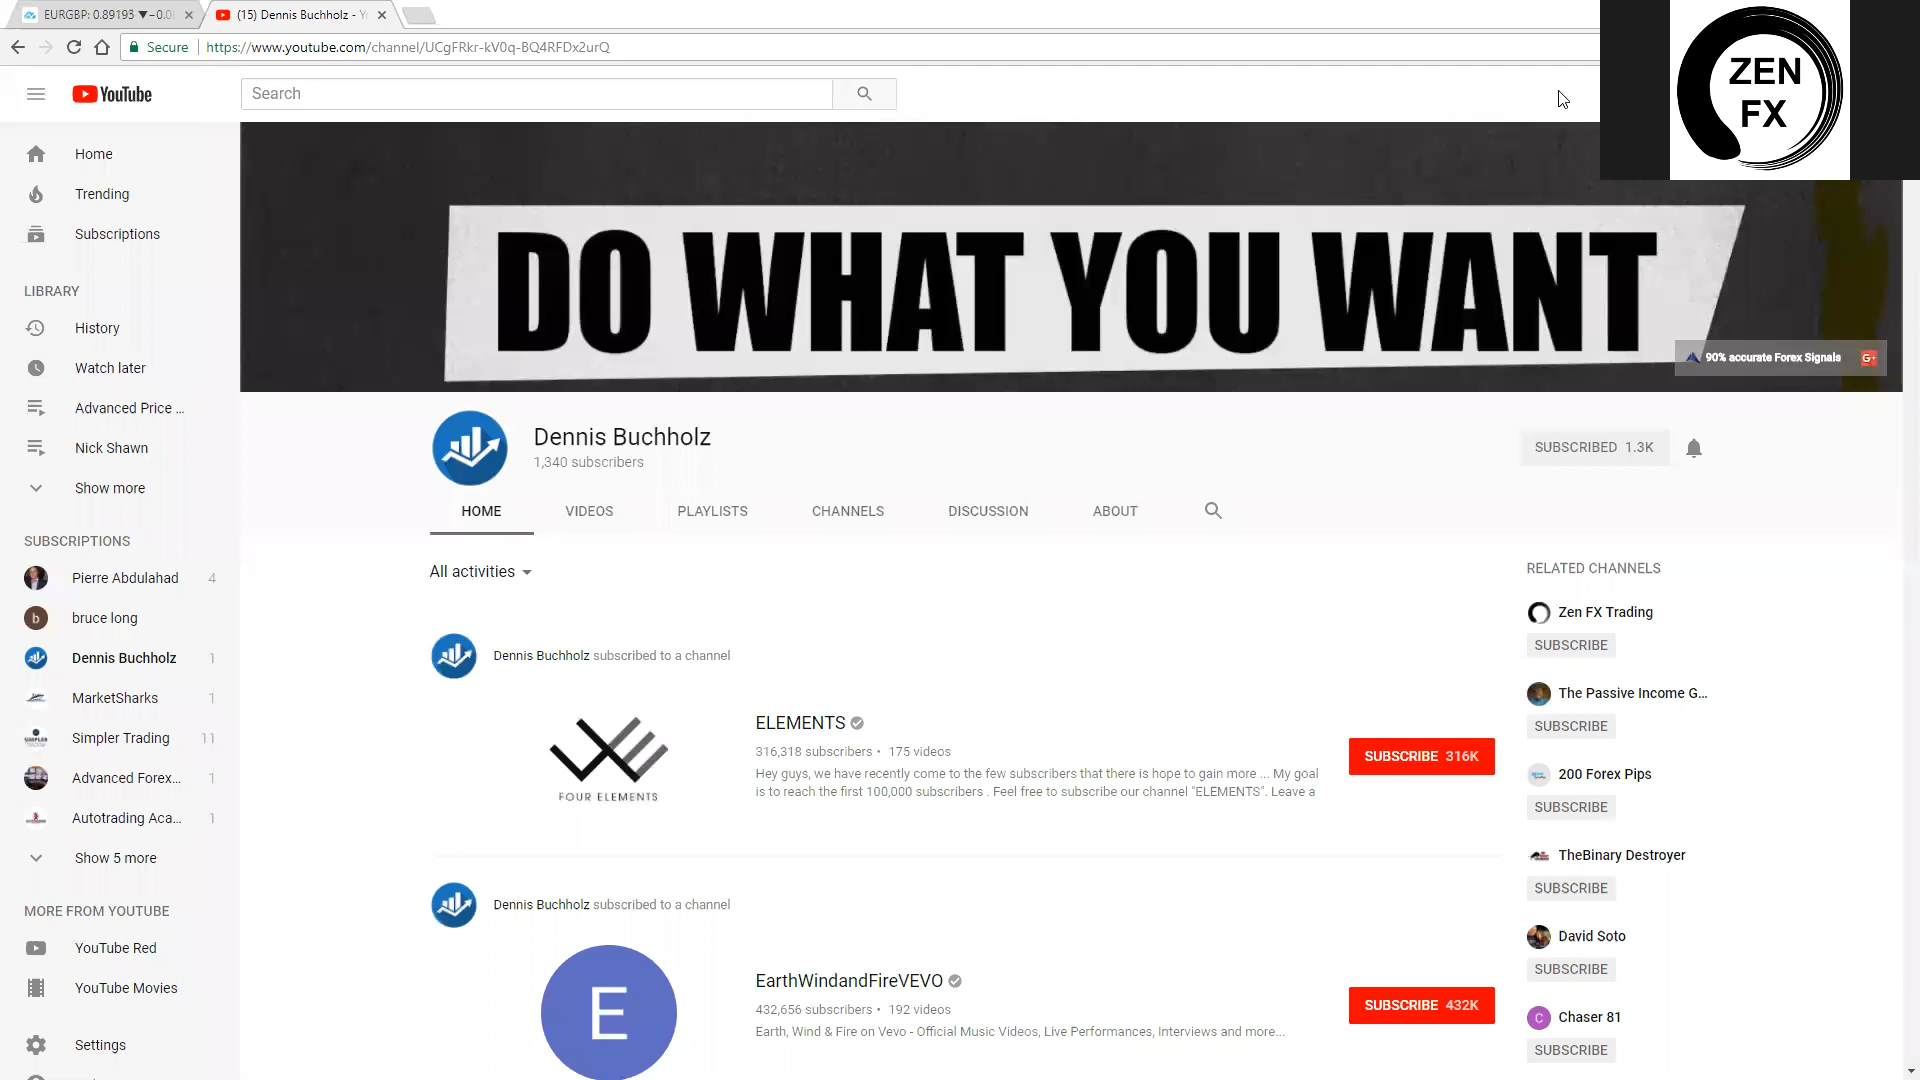 EURGBP: 0.89193 ▼−0.0
(15) Dennis Buchholz - Y
Secure
https://www.youtube.com/channel/UCgFRkr-kV0q-BQ4RFDx2urQ
ZEN
FX
YouTube
Search
Home
Trending
Subscriptions
LIBRARY
History
Watch later
Advanced Price ...
Nick Shawn
Show more
SUBSCRIPTIONS
Pierre Abdulahad 4
bruce long
Dennis Buchholz 1
MarketSharks 1
Simpler Trading 11
Advanced Forex... 1
Autotrading Aca... 1
Show 5 more
MORE FROM YOUTUBE
YouTube Red
YouTube Movies
Settings
DO WHAT YOU WANT
90% accurate Forex Signals G+
Dennis Buchholz
1,340 subscribers
SUBSCRIBED 1.3K
HOME VIDEOS PLAYLISTS CHANNELS DISCUSSION ABOUT
All activities
Dennis Buchholz subscribed to a channel
FOUR ELEMENTS
ELEMENTS
316,318 subscribers • 175 videos
Hey guys, we have recently come to the few subscribers that there is hope to gain more ... My goal
is to reach the first 100,000 subscribers . Feel free to subscribe our channel "ELEMENTS". Leave a
SUBSCRIBE 316K
Dennis Buchholz subscribed to a channel
E
EarthWindandFireVEVO
432,656 subscribers • 192 videos
Earth, Wind & Fire on Vevo - Official Music Videos, Live Performances, Interviews and more...
SUBSCRIBE 432K
RELATED CHANNELS
Zen FX Trading
SUBSCRIBE
The Passive Income G...
SUBSCRIBE
200 Forex Pips
SUBSCRIBE
TheBinary Destroyer
SUBSCRIBE
David Soto
SUBSCRIBE
C
Chaser 81
SUBSCRIBE